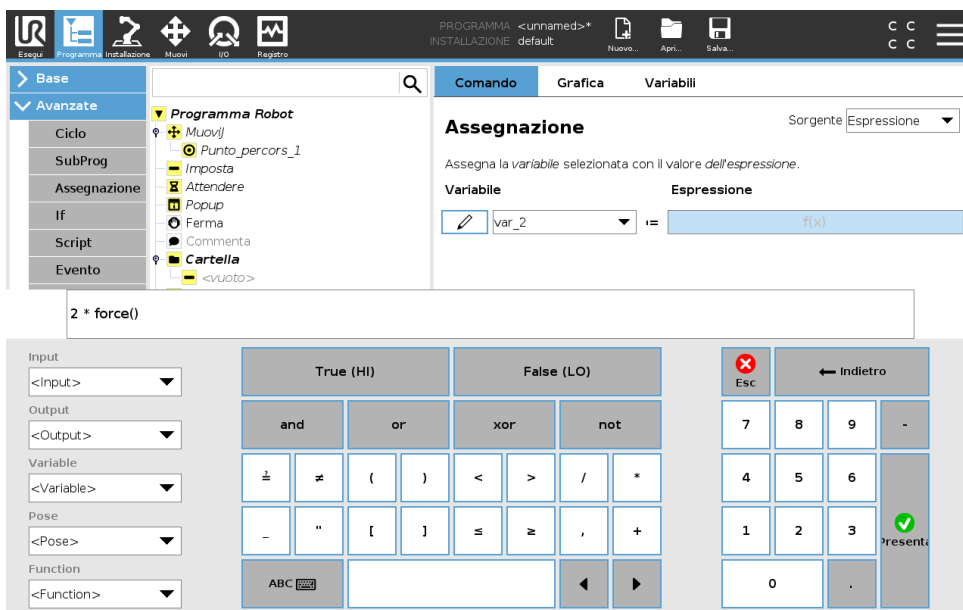 PROGRAMMA <unnamed>*
INSTALLAZIONE default
Esegui Programma Installazione Muovi I/O Registro
Nuovo... Apri... Salva...
C C
C C
Base
Avanzate
Ciclo
SubProg
Assegnazione
If
Script
Evento
Programma Robot
MuoviJ
Punto_percors_1
Imposta
Attendere
Popup
Ferma
Commenta
Cartella
<vuoto>
Comando Grafica Variabili
Assegnazione
Sorgente Espressione
Assegna la variabile selezionata con il valore dell'espressione.
Variabile Espressione
var_2 := f(x)
2 * force()
Input
<Input>
Output
<Output>
Variable
<Variable>
Pose
<Pose>
Function
<Function>
True (HI) False (LO)
and or xor not
≟ ≠ ( ) < > / *
_ " [ ] ≤ ≥ , +
ABC
Esc Indietro
7 8 9 -
4 5 6
1 2 3
0 .